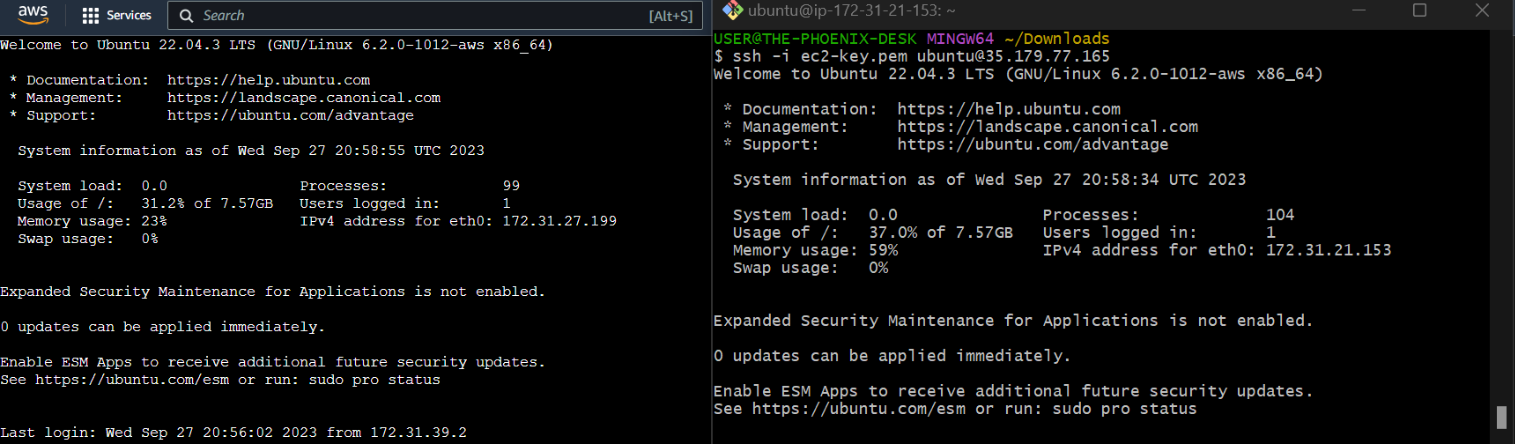 aws Services Search [Alt+S]
Welcome to Ubuntu 22.04.3 LTS (GNU/Linux 6.2.0-1012-aws x86_64)
* Documentation: https://help.ubuntu.com
* Management: https://landscape.canonical.com
* Support: https://ubuntu.com/advantage
System information as of Wed Sep 27 20:58:55 UTC 2023
System load: 0.0 Processes: 99
Usage of /: 31.2% of 7.57GB Users logged in: 1
Memory usage: 23% IPv4 address for eth0: 172.31.27.199
Swap usage: 0%
Expanded Security Maintenance for Applications is not enabled.
0 updates can be applied immediately.
Enable ESM Apps to receive additional future security updates.
See https://ubuntu.com/esm or run: sudo pro status
Last login: Wed Sep 27 20:56:02 2023 from 172.31.39.2
ubuntu@ip-172-31-21-153: ~
USER@THE-PHOENIX-DESK MINGW64 ~/Downloads
$ ssh -i ec2-key.pem ubuntu@35.179.77.165
Welcome to Ubuntu 22.04.3 LTS (GNU/Linux 6.2.0-1012-aws x86_64)
* Documentation: https://help.ubuntu.com
* Management: https://landscape.canonical.com
* Support: https://ubuntu.com/advantage
System information as of Wed Sep 27 20:58:34 UTC 2023
System load: 0.0 Processes: 104
Usage of /: 37.0% of 7.57GB Users logged in: 1
Memory usage: 59% IPv4 address for eth0: 172.31.21.153
Swap usage: 0%
Expanded Security Maintenance for Applications is not enabled.
0 updates can be applied immediately.
Enable ESM Apps to receive additional future security updates.
See https://ubuntu.com/esm or run: sudo pro status